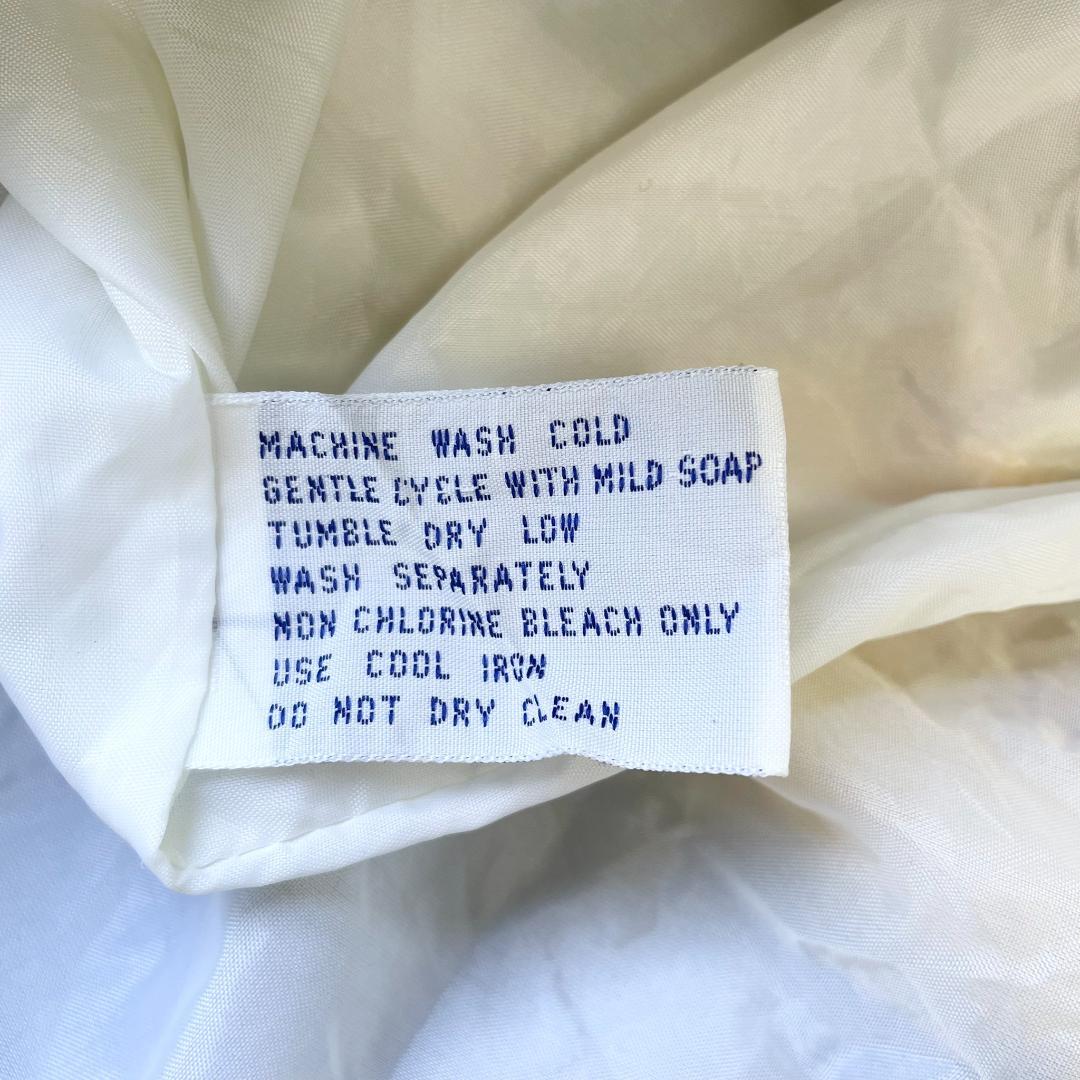 MACHINE WASH COLD
GENTLE CYCLE WITH MILD SOAP
TUMBLE DRY LOW
WASH SEPARATELY
NON CHLORINE BLEACH ONLY
USE COOL IRON
DO NOT DRY CLEAN